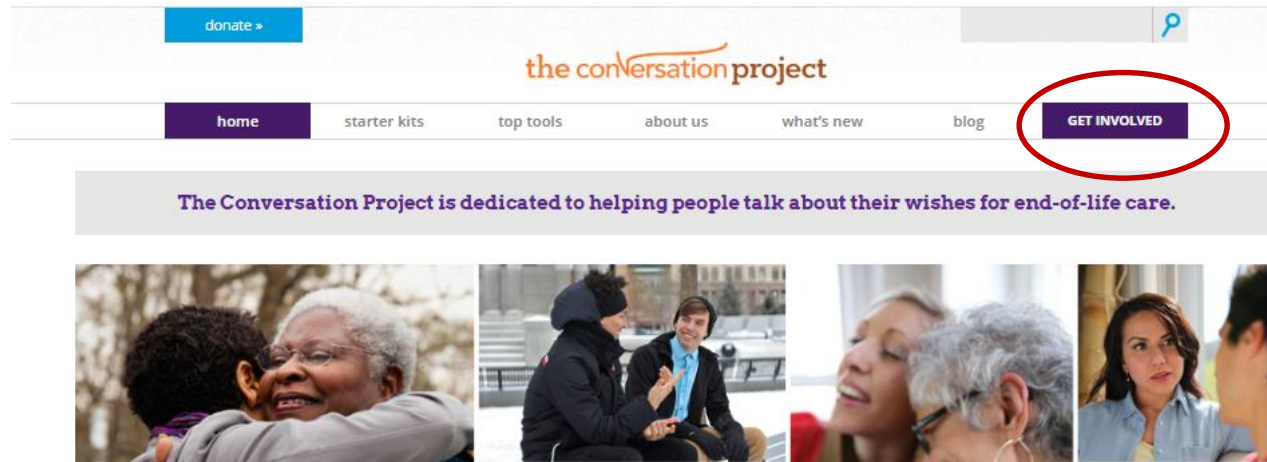 donate »
the conversation project
home starter kits top tools about us what's new blog GET INVOLVED
The Conversation Project is dedicated to helping people talk about their wishes for end-of-life care.